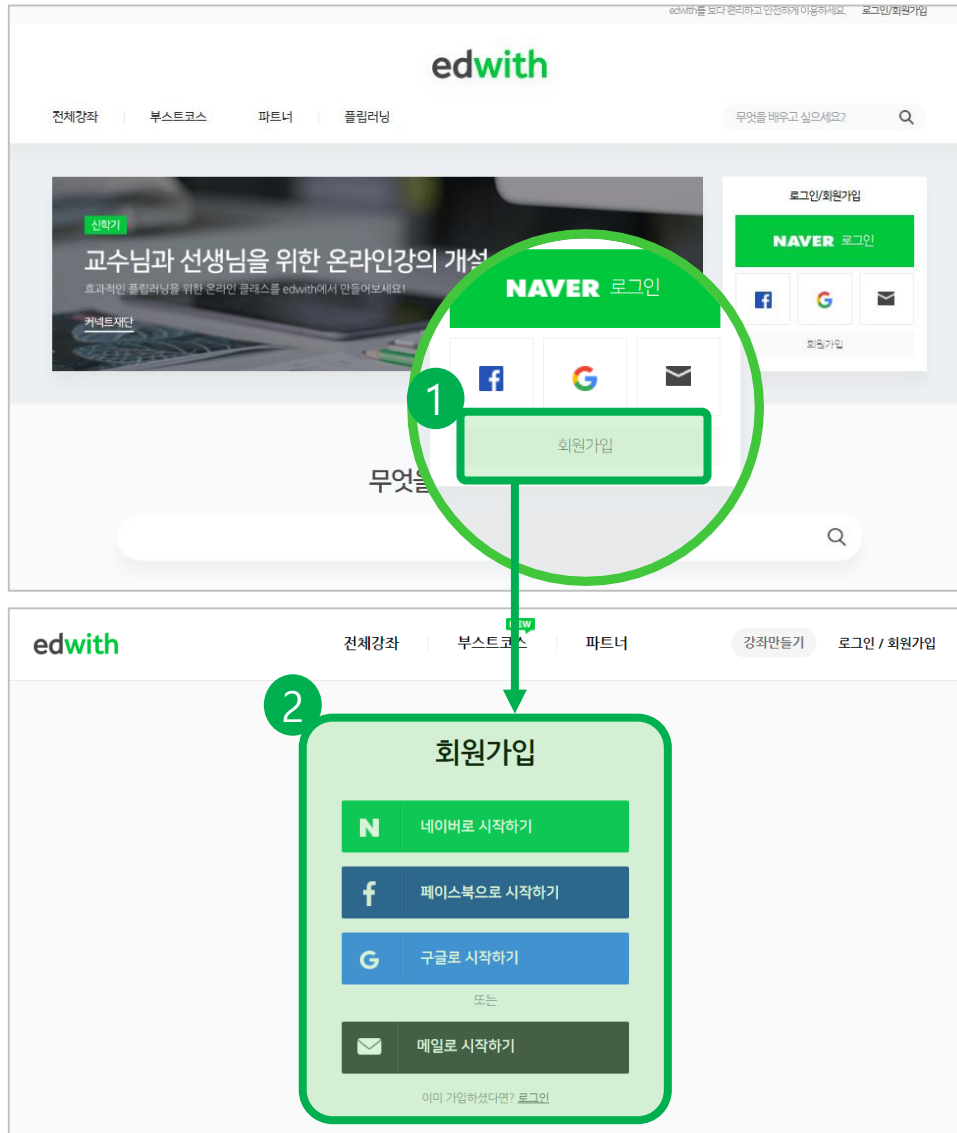 edwith를 보다 편리하고 안전하게 이용하세요. 로그인/회원가입
edwith
전체강좌 부스트코스 파트너 플립러닝 무엇을 배우고 싶으세요?
로그인/회원가입
NAVER 로그인
회원가입
신학기
교수님과 선생님을 위한 온라인강의 개설
효과적인 플립러닝을 위한 온라인 클래스를 edwith에서 만들어보세요!
커넥트재단
NAVER 로그인
1
회원가입
무엇을
edwith 전체강좌 부스트코스 NEW 파트너 강좌만들기 로그인 / 회원가입
2
회원가입
네이버로 시작하기
페이스북으로 시작하기
구글로 시작하기
또는
메일로 시작하기
이미 가입하셨다면? 로그인